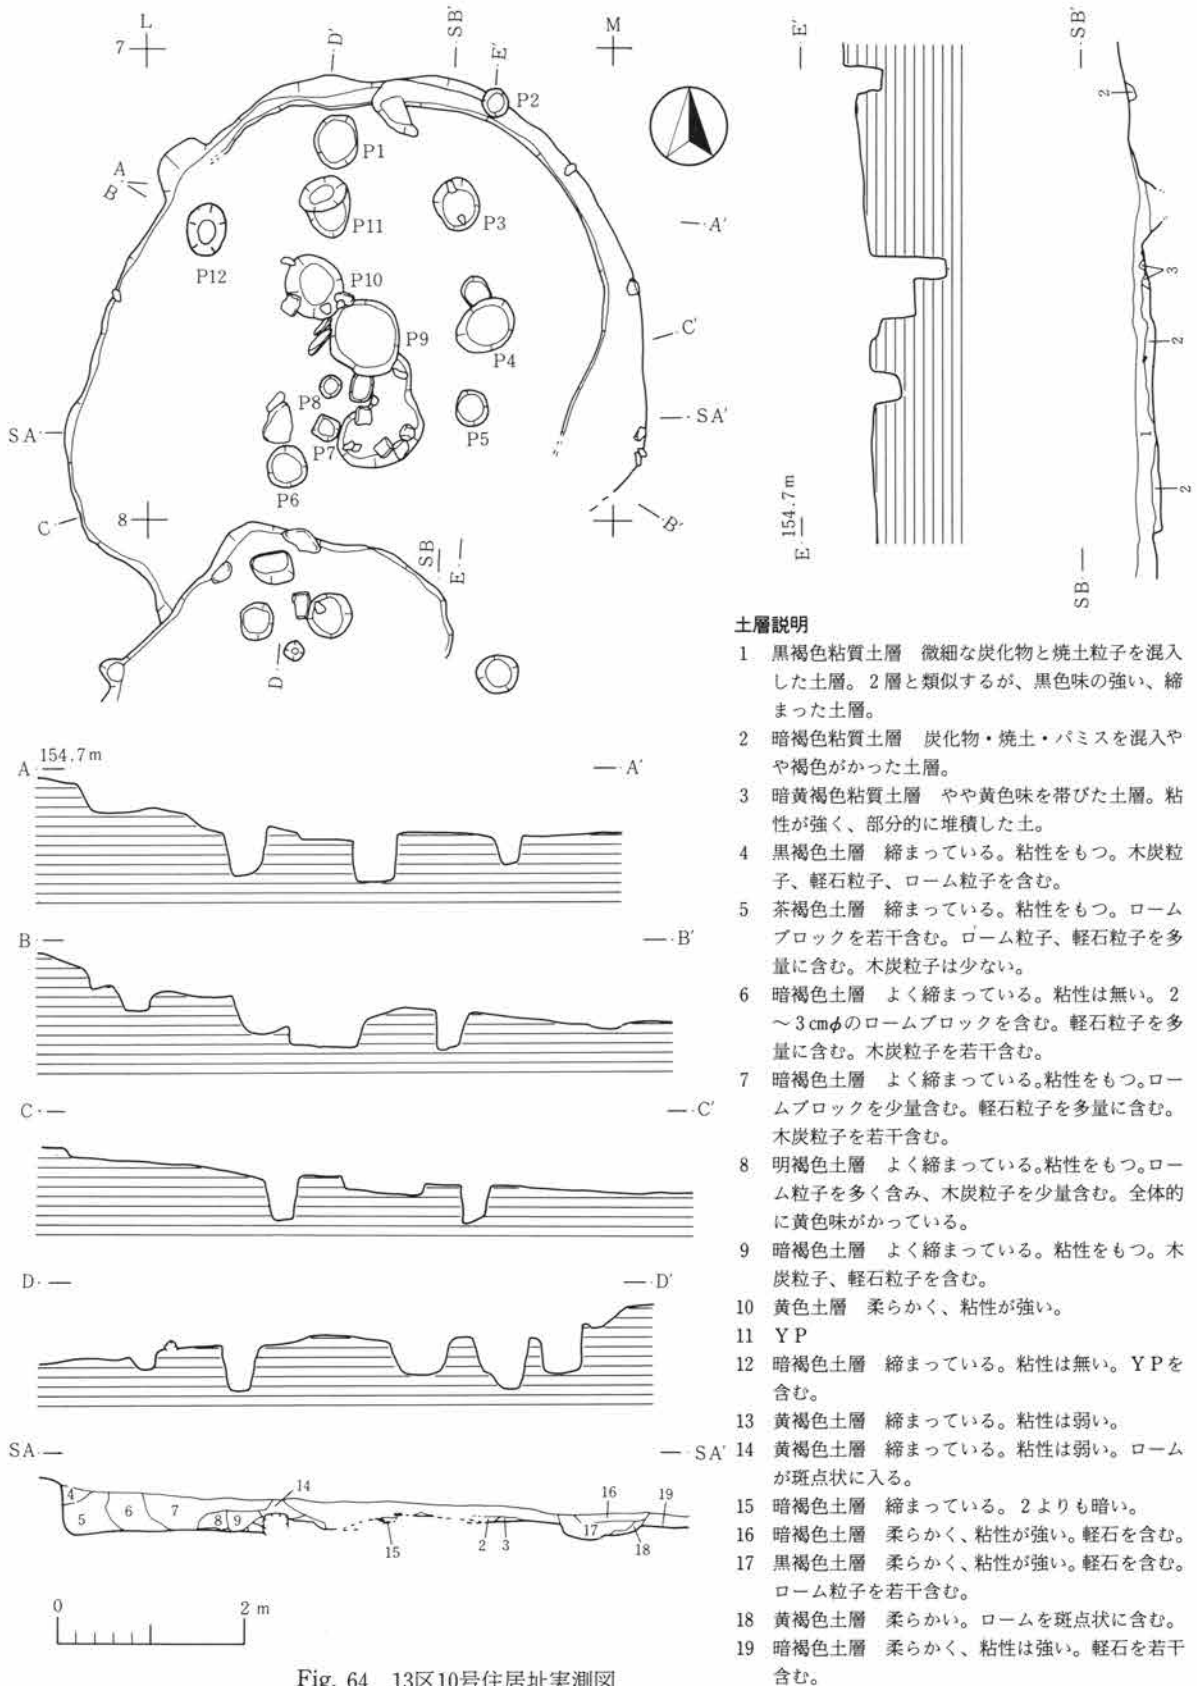 L
7
D'
SB'
E'
M
P2
P1
A
B
P11
P3
A'
P12
P10
C'
P9
P4
SA
P8
P5
SA'
P7
P6
C
8
B'
SB
E
D
E'
154.7m
E
SB'
2
3
2
1
2
SB
154.7m
A
A'
B
B'
C
C'
D
D'
SA
SA'
4
5
6
7
8
9
14
15
2
3
16
17
18
19
0
2 m
Fig. 64 13区10号住居址実測図
土層説明
1 黒褐色粘質土層 微細な炭化物と焼土粒子を混入
した土層。2層と類似するが、黒色味の強い、締
まった土層。
2 暗褐色粘質土層 炭化物・焼土・パミスを混入や
や褐色がかった土層。
3 暗黄褐色粘質土層 やや黄色味を帯びた土層。粘
性が強く、部分的に堆積した土。
4 黒褐色土層 締まっている。粘性をもつ。木炭粒
子、軽石粒子、ローム粒子を含む。
5 茶褐色土層 締まっている。粘性をもつ。ローム
ブロックを若干含む。ローム粒子、軽石粒子を多
量に含む。木炭粒子は少ない。
6 暗褐色土層 よく締まっている。粘性は無い。2
～3cmφのロームブロックを含む。軽石粒子を多
量に含む。木炭粒子を若干含む。
7 暗褐色土層 よく締まっている。粘性をもつ。ロー
ムブロックを少量含む。軽石粒子を多量に含む。
木炭粒子を若干含む。
8 明褐色土層 よく締まっている。粘性をもつ。ロー
ム粒子を多く含み、木炭粒子を少量含む。全体的
に黄色味がかっている。
9 暗褐色土層 よく締まっている。粘性をもつ。木
炭粒子、軽石粒子を含む。
10 黄色土層 柔らかく、粘性が強い。
11 YP
12 暗褐色土層 締まっている。粘性は無い。YPを
含む。
13 黄褐色土層 締まっている。粘性は弱い。
14 黄褐色土層 締まっている。粘性は弱い。ローム
が斑点状に入る。
15 暗褐色土層 締まっている。2よりも暗い。
16 暗褐色土層 柔らかく、粘性が強い。軽石を含む。
17 黒褐色土層 柔らかく、粘性が強い。軽石を含む。
ローム粒子を若干含む。
18 黄褐色土層 柔らかい。ロームを斑点状に含む。
19 暗褐色土層 柔らかく、粘性は強い。軽石を若干
含む。